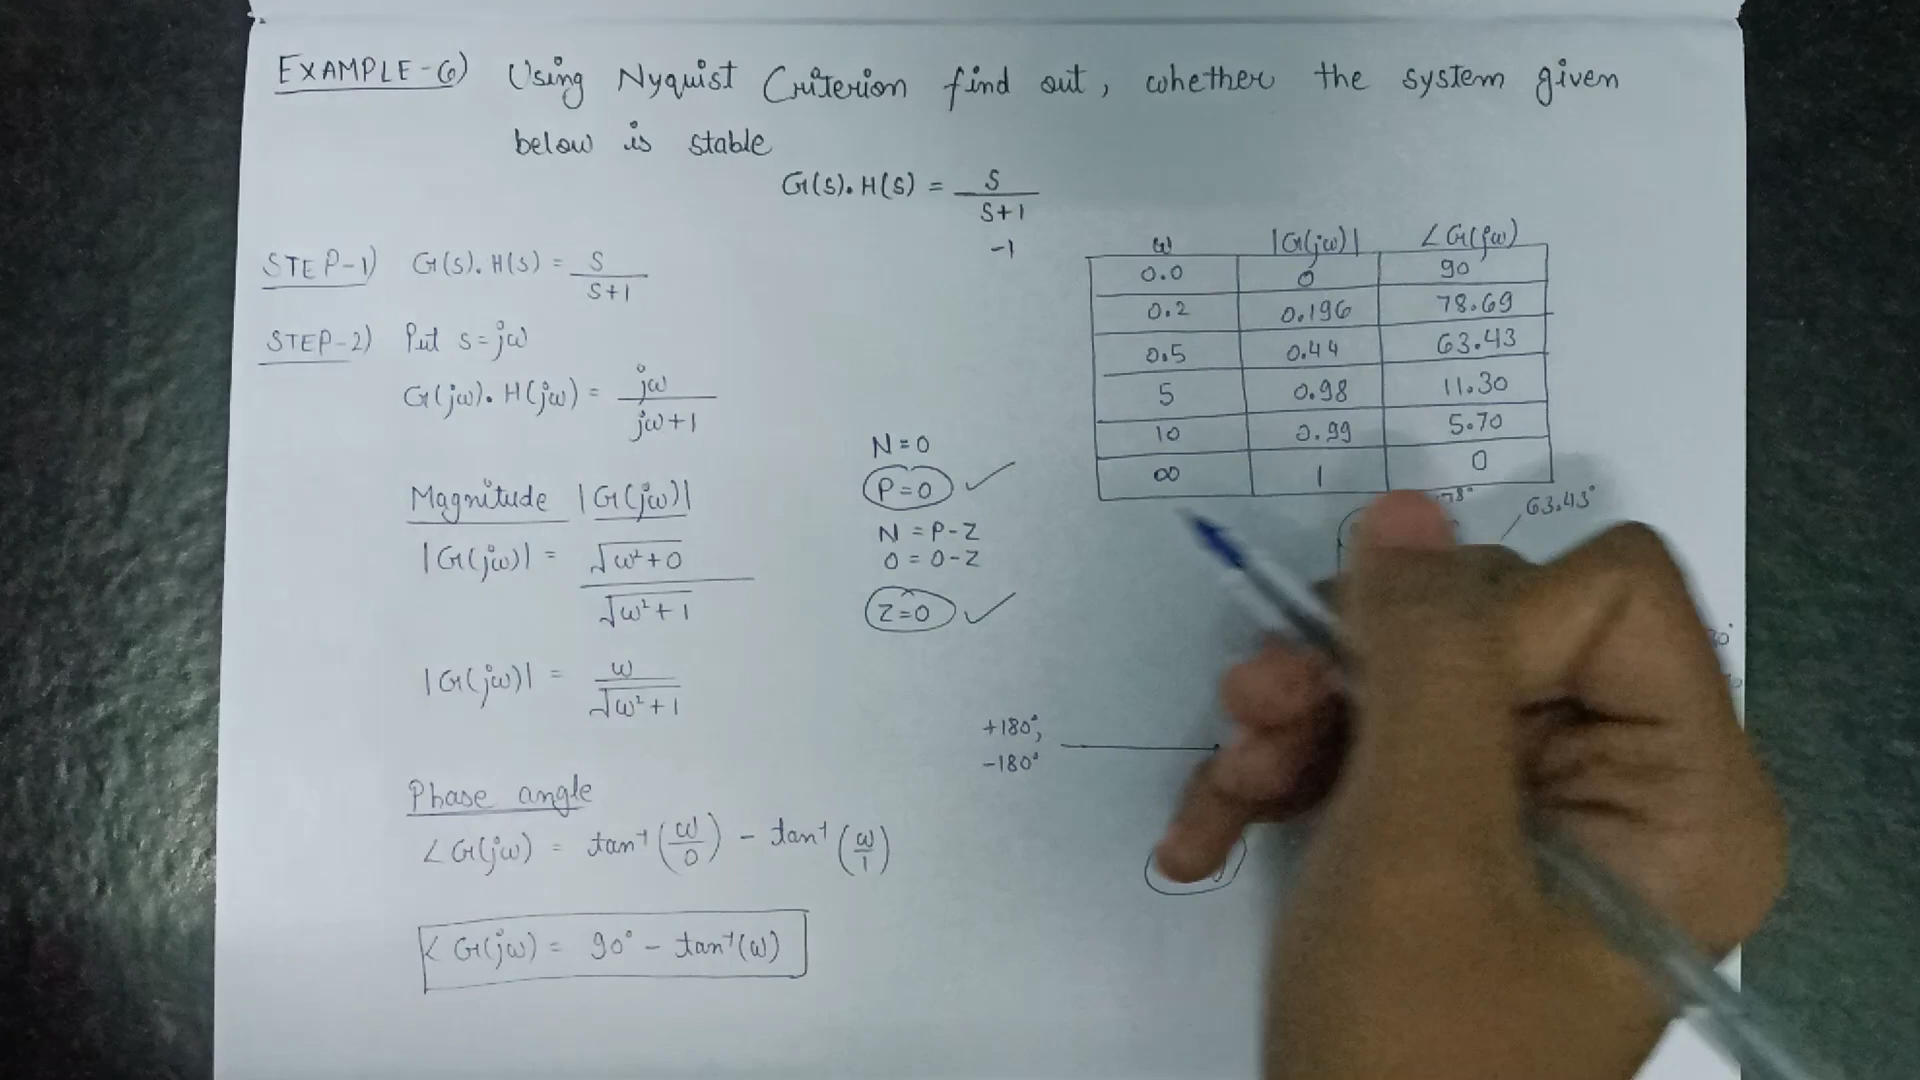 EXAMPLE-6) Using Nyquist Criterion find out, whether the system given
below is stable
G(s).H(s) = s / s+1
-1
STEP-1) G(s).H(s) = s / s+1
STEP-2) Put s=jω
G(jω).H(jω) = jω / jω+1
Magnitude |G(jω)|
|G(jω)| = √ω²+0 / √ω²+1
|G(jω)| = ω / √ω²+1
Phase angle
∠G(jω) = tan⁻¹(ω/0) - tan⁻¹(ω/1)
∠G(jω) = 90° - tan⁻¹(ω)
N=0
P=0 ✓
N = P-Z
0 = 0-Z
Z=0 ✓
ω |G(jω)| ∠G(jω)
0.0 0 90°
0.2 0.196 78.69
0.5 0.44 63.43
5 0.98 11.30
10 0.99 5.70
∞ 1 0
78° 63.43°
+180°,
-180°